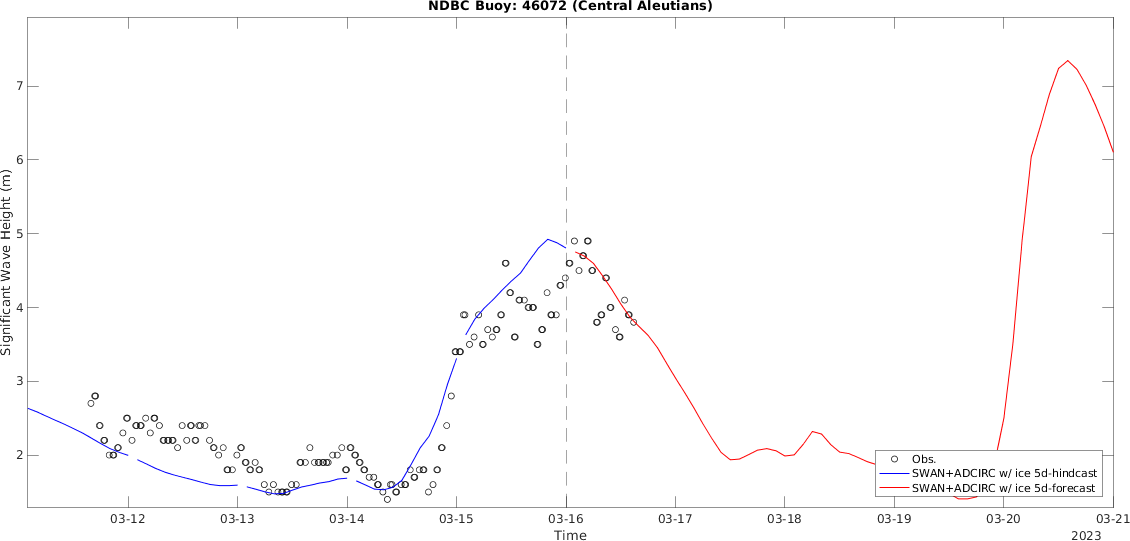 NDBC Buoy: 46072 (Central Aleutians)
Significant Wave Height (m)
7
6
5
4
3
2
Obs.
SWAN+ADCIRC w/ ice 5d-hindcast
SWAN+ADCIRC w/ ice 5d-forecast
03-12 03-13 03-14 03-15 03-16 03-17 03-18 03-19 03-20 03-21
Time
2023